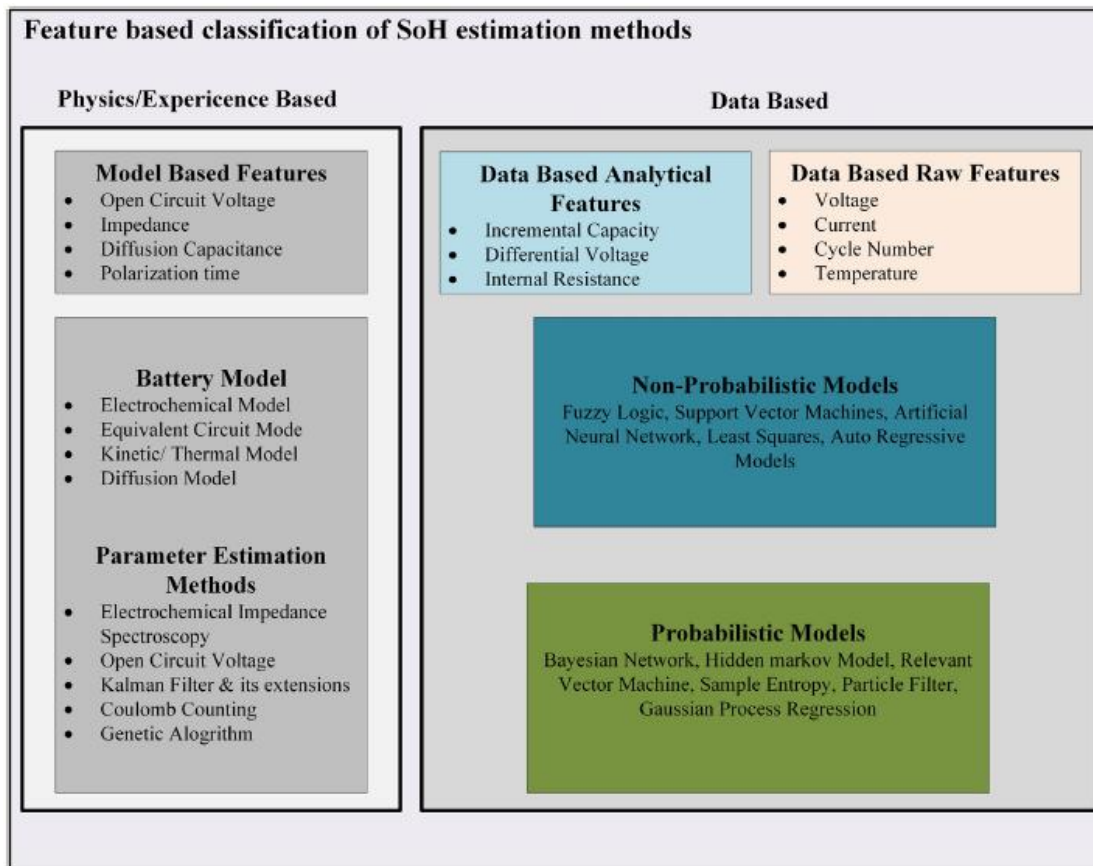 Feature based classification of SoH estimation methods
Physics/Expericence Based
Model Based Features
• Open Circuit Voltage
• Impedance
• Diffusion Capacitance
• Polarization time
Battery Model
• Electrochemical Model
• Equivalent Circuit Mode
• Kinetic/ Thermal Model
• Diffusion Model
Parameter Estimation
Methods
• Electrochemical Impedance
Spectroscopy
• Open Circuit Voltage
• Kalman Filter & its extensions
• Coulomb Counting
• Genetic Alogrithm
Data Based
Data Based Analytical
Features
• Incremental Capacity
• Differential Voltage
• Internal Resistance
Data Based Raw Features
• Voltage
• Current
• Cycle Number
• Temperature
Non-Probabilistic Models
Fuzzy Logic, Support Vector Machines, Artificial
Neural Network, Least Squares, Auto Regressive
Models
Probabilistic Models
Bayesian Network, Hidden markov Model, Relevant
Vector Machine, Sample Entropy, Particle Filter,
Gaussian Process Regression